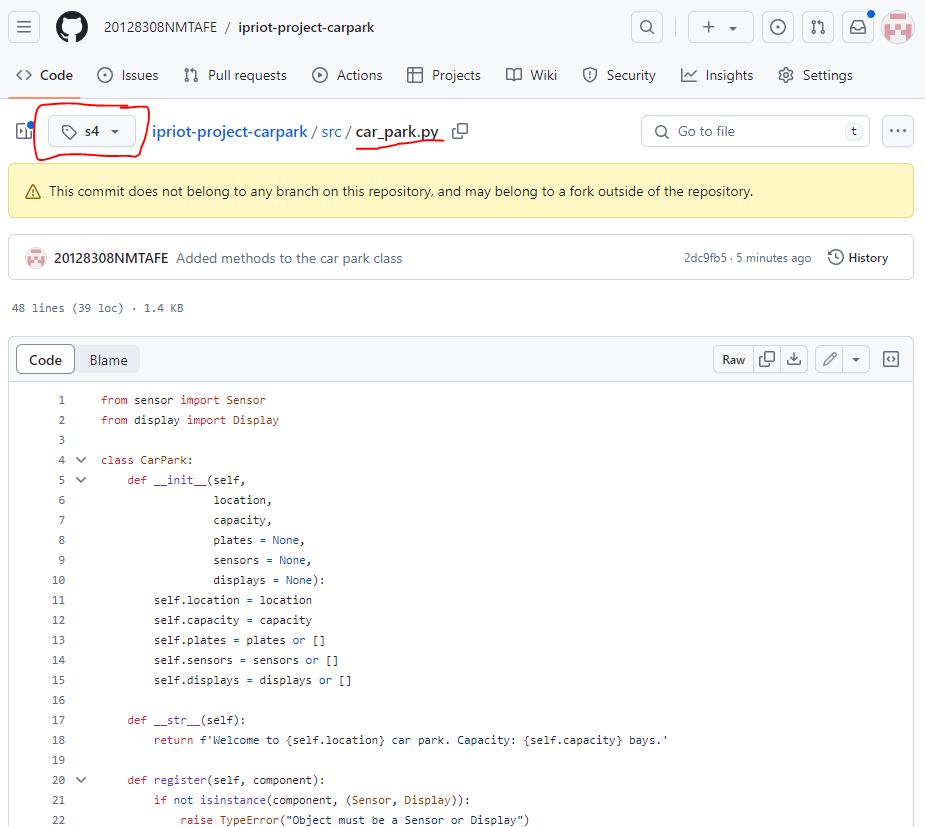 20128308NMTAFE / ipriot-project-carpark
Code Issues Pull requests Actions Projects Wiki Security Insights Settings
s4 ipriot-project-carpark / src / car_park.py Go to file t
This commit does not belong to any branch on this repository, and may belong to a fork outside of the repository.
20128308NMTAFE Added methods to the car park class 2dc9fb5 · 5 minutes ago History
48 lines (39 loc) · 1.4 KB
Code Blame Raw
1 from sensor import Sensor
2 from display import Display
3
4 class CarPark:
5 def __init__(self,
6 location,
7 capacity,
8 plates = None,
9 sensors = None,
10 displays = None):
11 self.location = location
12 self.capacity = capacity
13 self.plates = plates or []
14 self.sensors = sensors or []
15 self.displays = displays or []
16
17 def __str__(self):
18 return f'Welcome to {self.location} car park. Capacity: {self.capacity} bays.'
19
20 def register(self, component):
21 if not isinstance(component, (Sensor, Display)):
22 raise TypeError("Object must be a Sensor or Display")